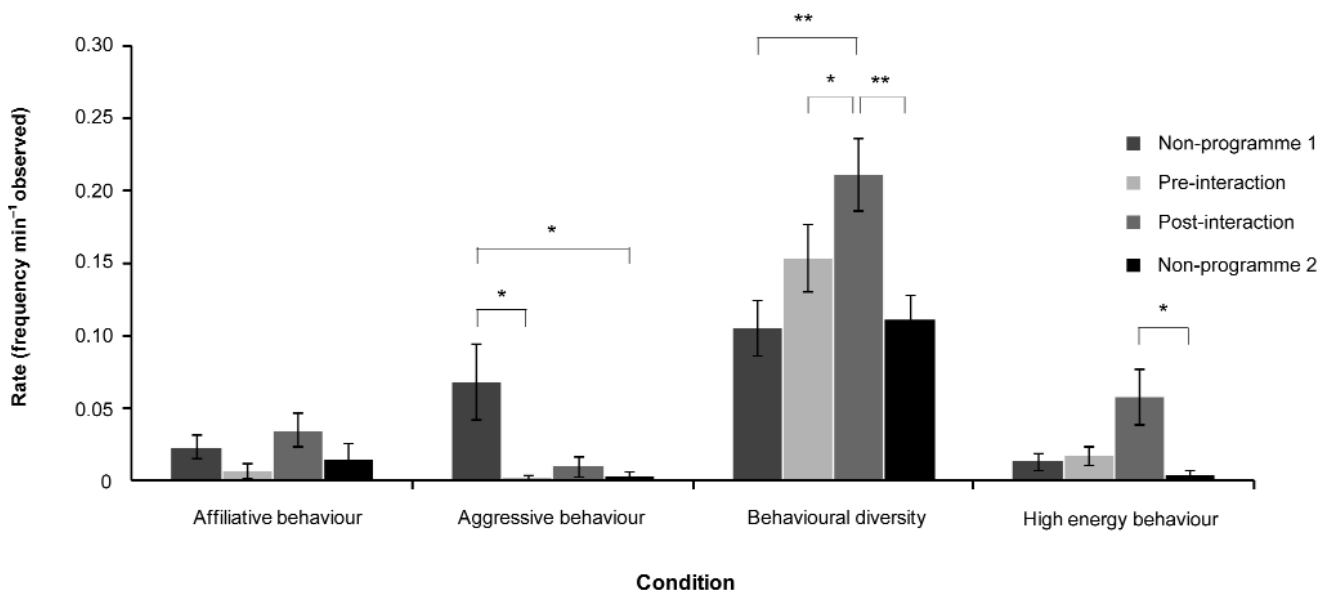 **
0.30
* **
0.25
Non-programme 1
Pre-interaction
0.20
Post-interaction
*
0.15
Non-programme 2
*
*
0.10
0.05
0
Rate (frequency min⁻¹ observed)
Affiliative behaviour Aggressive behaviour Behavioural diversity High energy behaviour
Condition